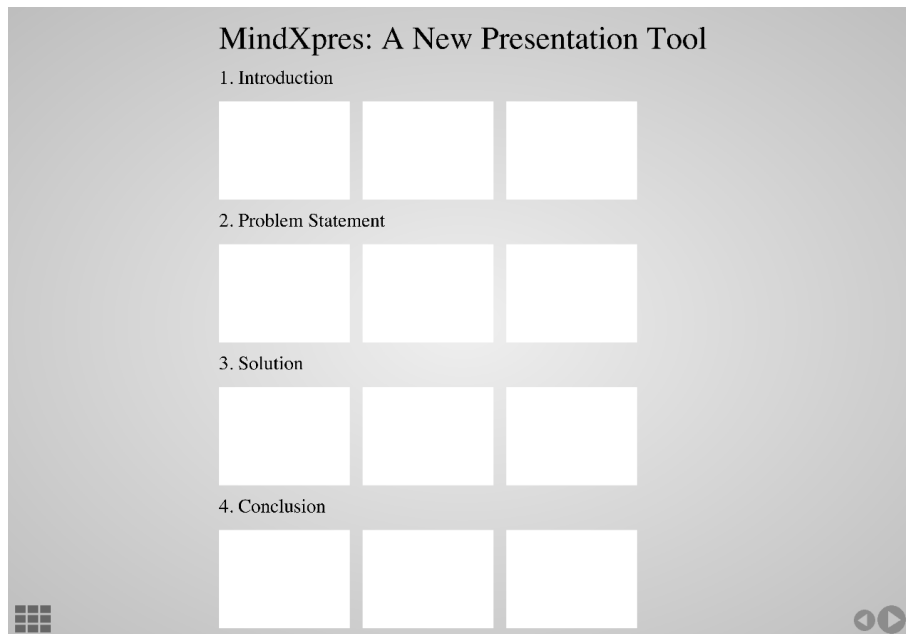 MindXpres: A New Presentation Tool
1. Introduction
2. Problem Statement
3. Solution
4. Conclusion